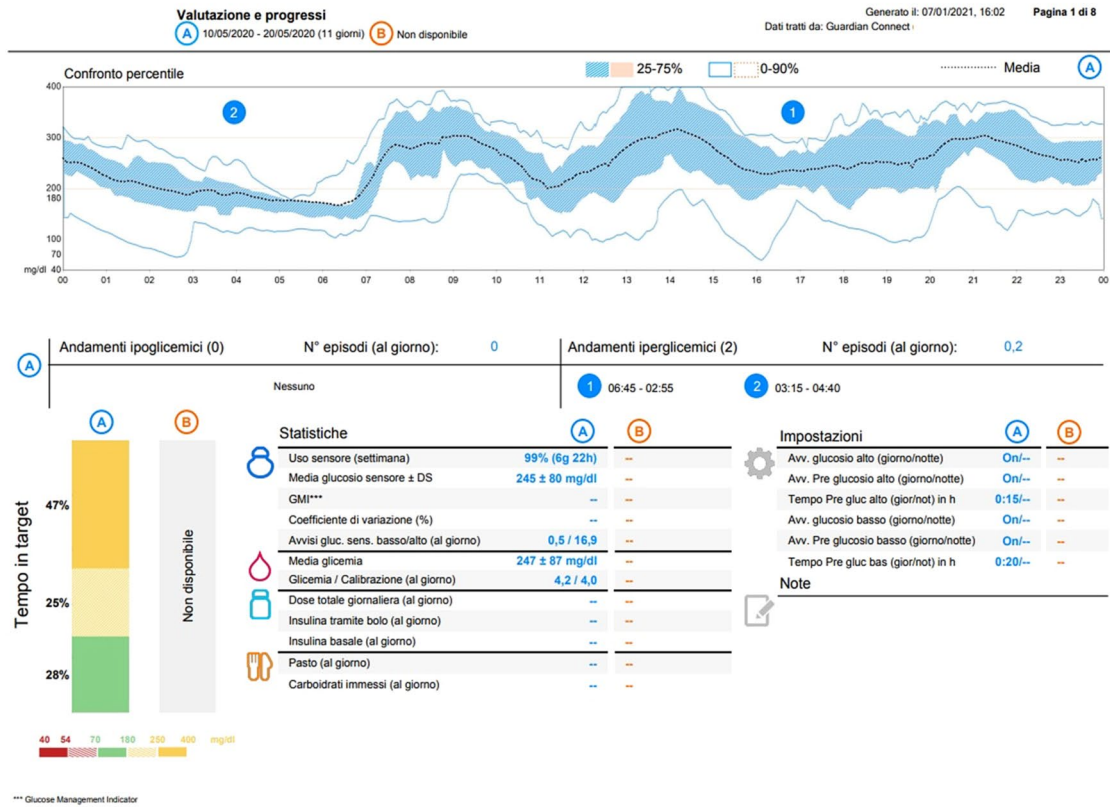 Valutazione e progressi
Generato il: 07/01/2021, 16:02 Pagina 1 di 8
A 10/05/2020 - 20/05/2020 (11 giorni) B Non disponibile
Dati tratti da: Guardian Connect
Confronto percentile 25-75% 0-90% Media A
400
300
200
180
100
70
mg/dl 40
2 1
00 01 02 03 04 05 06 07 08 09 10 11 12 13 14 15 16 17 18 19 20 21 22 23 00
A
Andamenti ipoglicemici (0) N° episodi (al giorno): 0
Nessuno
Andamenti iperglicemici (2) N° episodi (al giorno): 0,2
1 06:45 - 02:55 2 03:15 - 04:40
Tempo in target
A B
47%
25%
28%
Non disponibile
40 54 70 180 250 400 mg/dl
Statistiche A B
Uso sensore (settimana) 99% (6g 22h) --
Media glucosio sensore ± DS 245 ± 80 mg/dl --
GMI*** -- --
Coefficiente di variazione (%) -- --
Avvisi gluc. sens. basso/alto (al giorno) 0,5 / 16,9 --
Media glicemia 247 ± 87 mg/dl --
Glicemia / Calibrazione (al giorno) 4,2 / 4,0 --
Dose totale giornaliera (al giorno) -- --
Insulina tramite bolo (al giorno) -- --
Insulina basale (al giorno) -- --
Pasto (al giorno) -- --
Carboidrati immessi (al giorno) -- --
Impostazioni A B
Avv. glucosio alto (giorno/notte) On/-- --
Avv. Pre glucosio alto (giorno/notte) On/-- --
Tempo Pre gluc alto (gior/not) in h 0:15/-- --
Avv. glucosio basso (giorno/notte) On/-- --
Avv. Pre glucosio basso (giorno/notte) On/-- --
Tempo Pre gluc bas (gior/not) in h 0:20/-- --
Note
*** Glucose Management Indicator